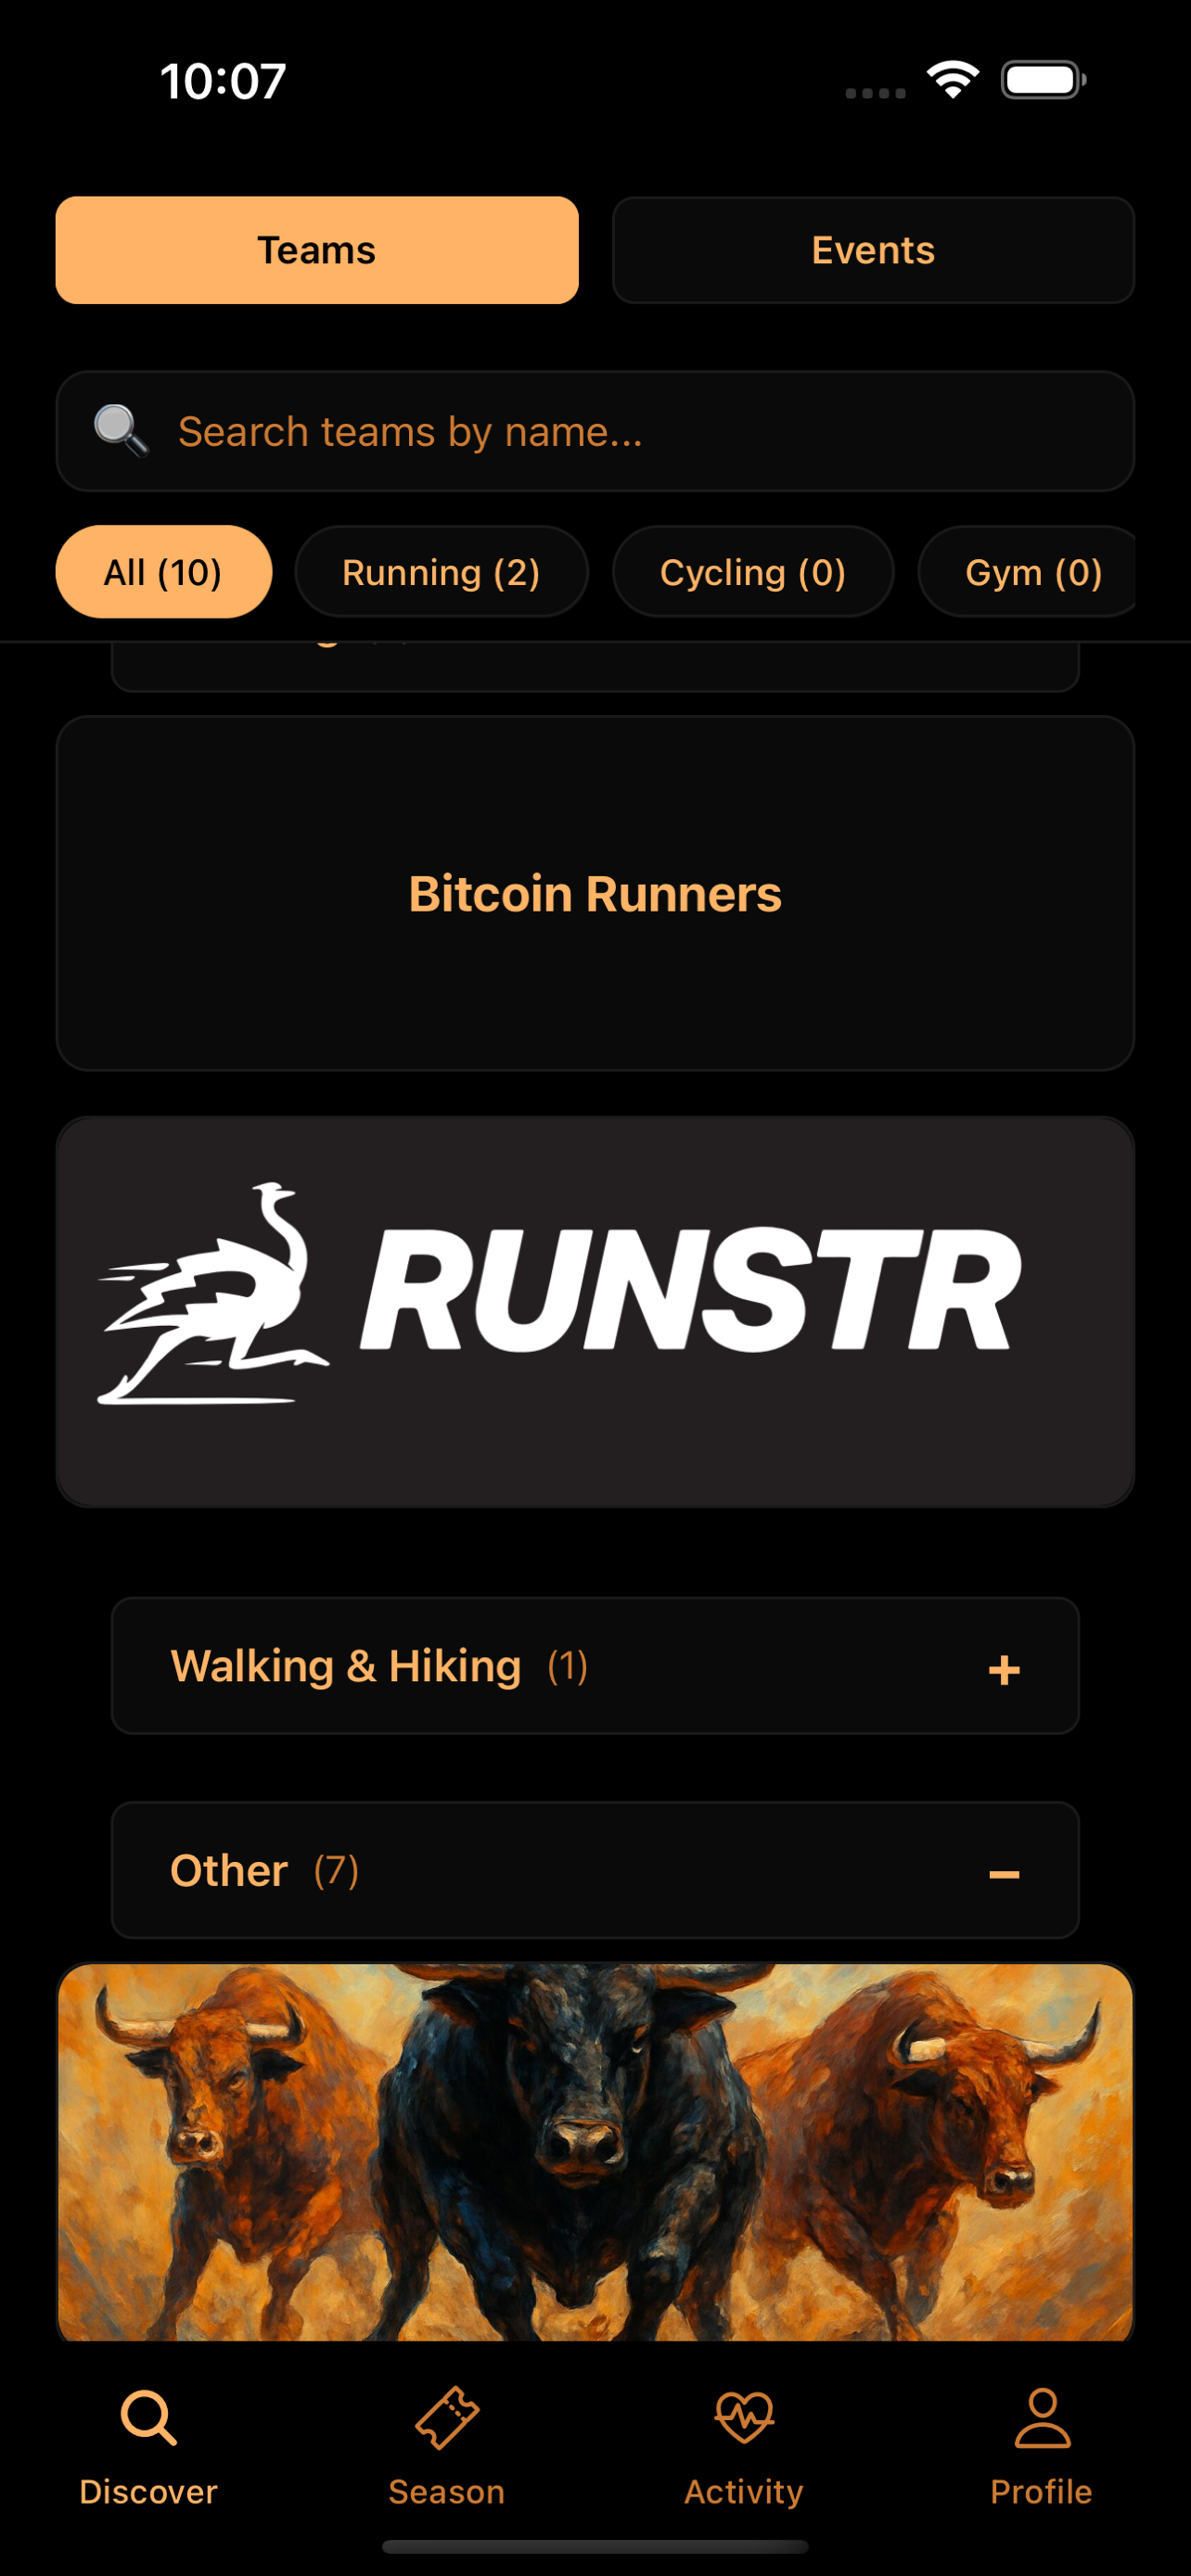 10:07
Teams
Events
🔍 Search teams by name...
All (10)
Running (2)
Cycling (0)
Gym (0)
Bitcoin Runners
RUNSTR
Walking & Hiking (1) +
Other (7) −
Discover
Season
Activity
Profile